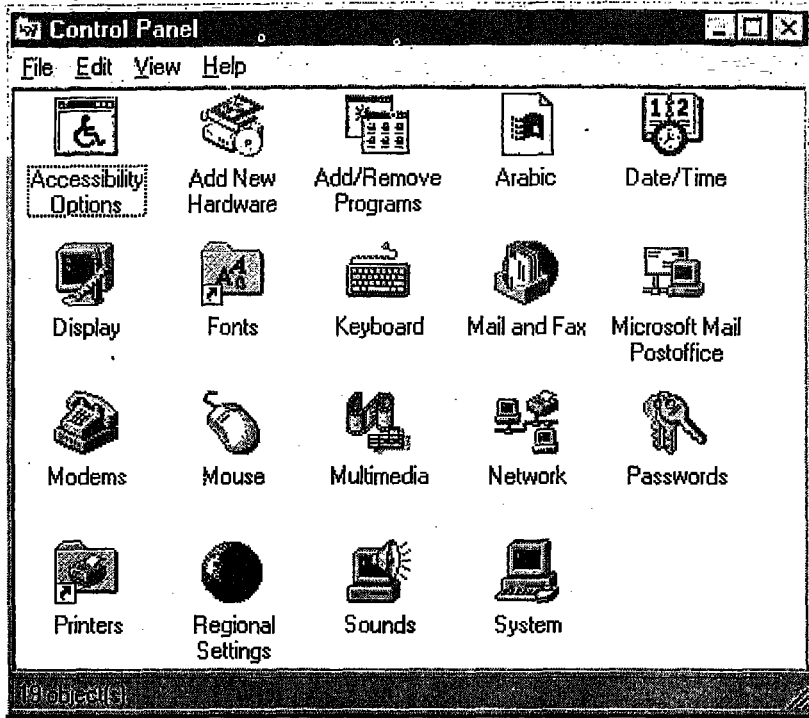 Control Panel
File Edit View Help
Accessibility Options
Add New Hardware
Add/Remove Programs
Arabic
Date/Time
Display
Fonts
Keyboard
Mail and Fax
Microsoft Mail Postoffice
Modems
Mouse
Multimedia
Network
Passwords
Printers
Regional Settings
Sounds
System
19 object(s)